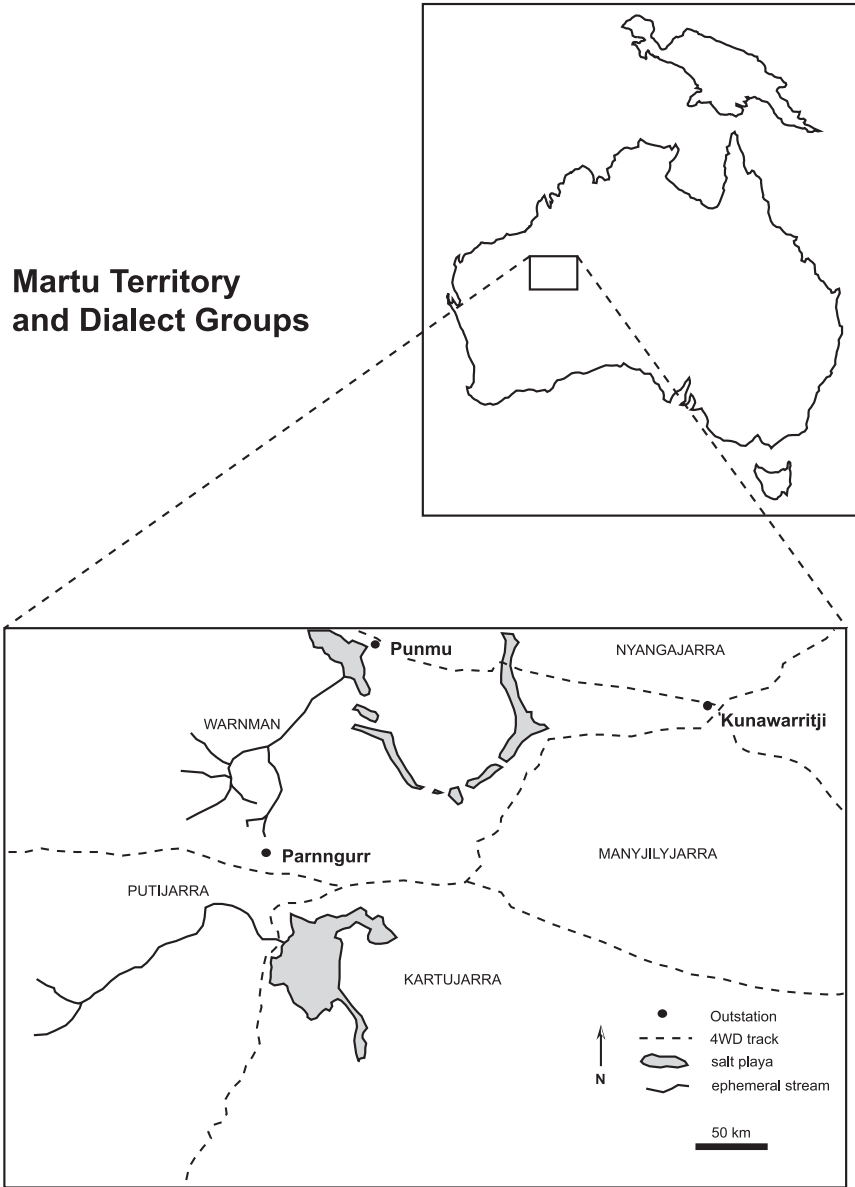 Martu Territory
and Dialect Groups
Punmu
NYANGAJARRA
Kunawarritji
WARNMAN
Parnngurr
MANYJILYJARRA
PUTIJARRA
KARTUJARRA
Outstation
4WD track
salt playa
ephemeral stream
N
50 km